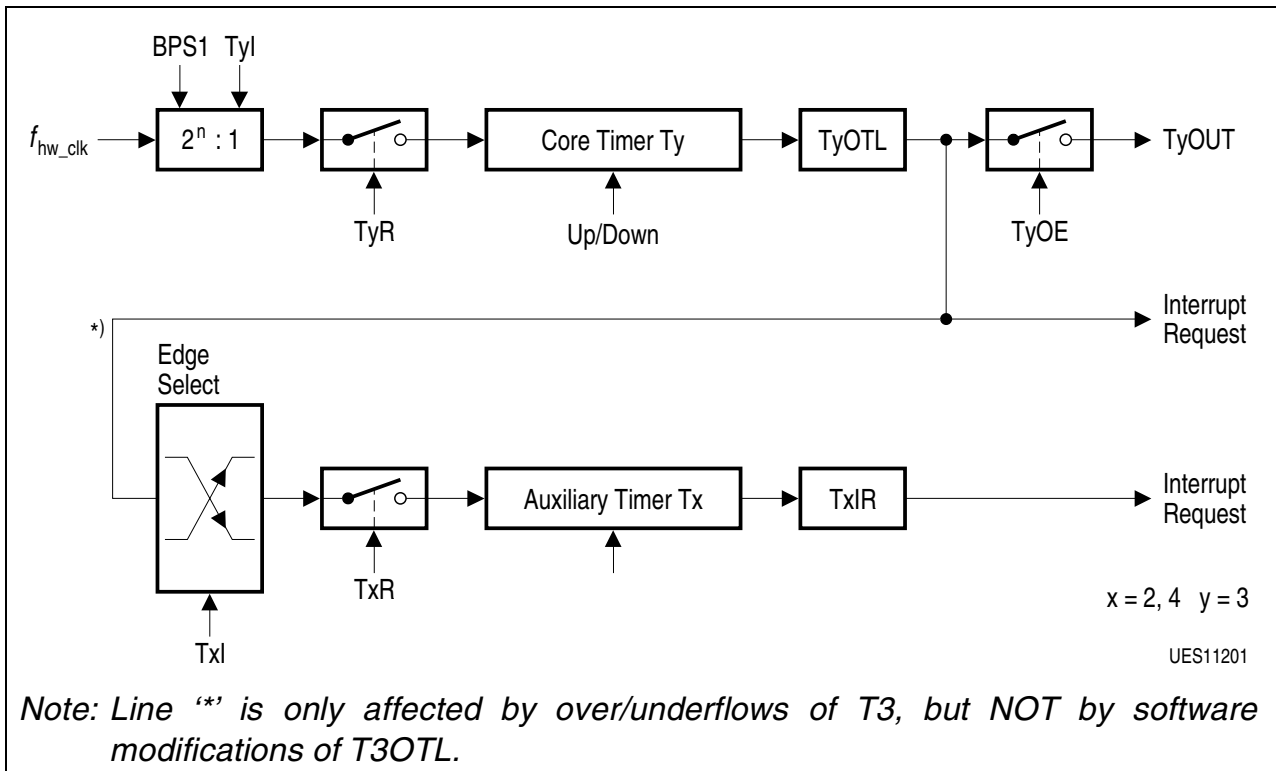 BPS1 TyI
fhw_clk
2n : 1
Core Timer Ty
TyOTL
TyOUT
TyR
Up/Down
TyOE
*)
Interrupt
Request
Edge
Select
Auxiliary Timer Tx
TxIR
Interrupt
Request
TxR
x = 2, 4 y = 3
TxI
UES11201
Note: Line ‘*’ is only affected by over/underflows of T3, but NOT by software
modifications of T3OTL.